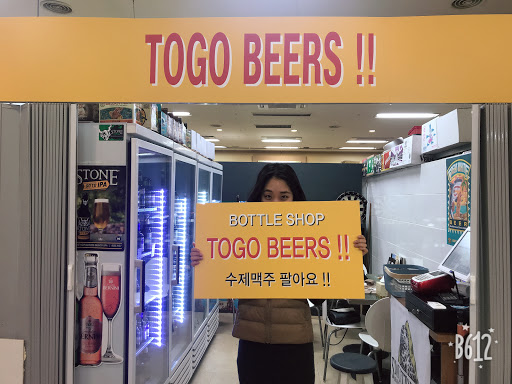 TOGO BEERS !!
STONE
IPA
BOTTLE SHOP
TOGO BEERS !!
수제맥주 팔아요 !!
B612